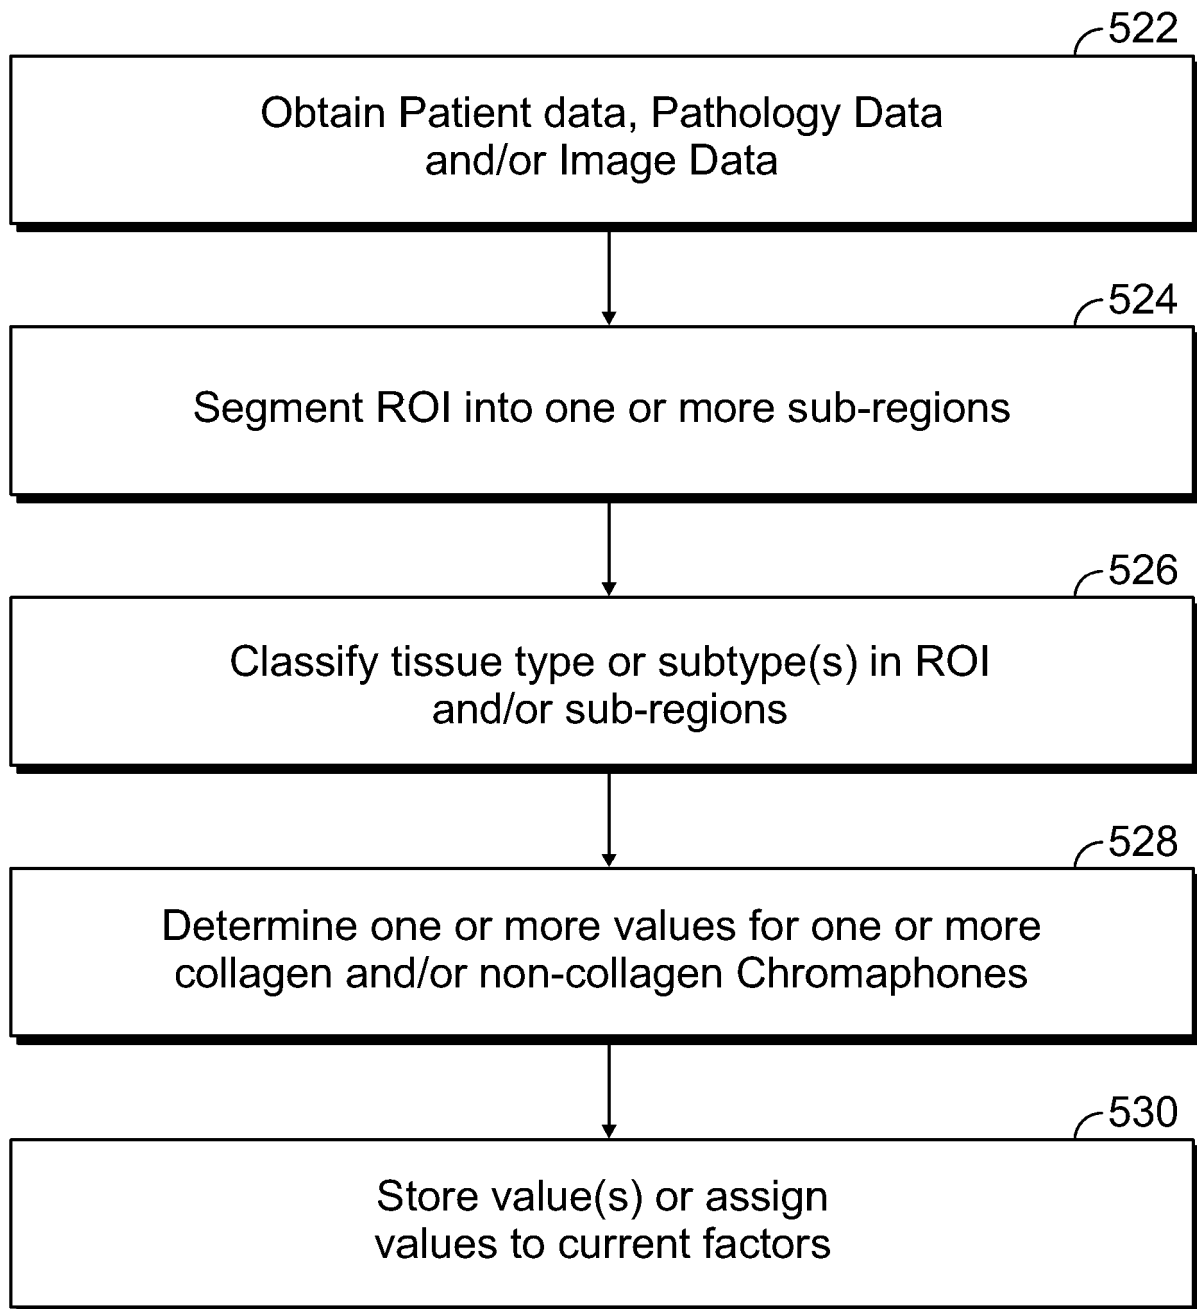 522
Obtain Patient data, Pathology Data
and/or Image Data
524
Segment ROI into one or more sub-regions
526
Classify tissue type or subtype(s) in ROI
and/or sub-regions
528
Determine one or more values for one or more
collagen and/or non-collagen Chromaphones
530
Store value(s) or assign
values to current factors